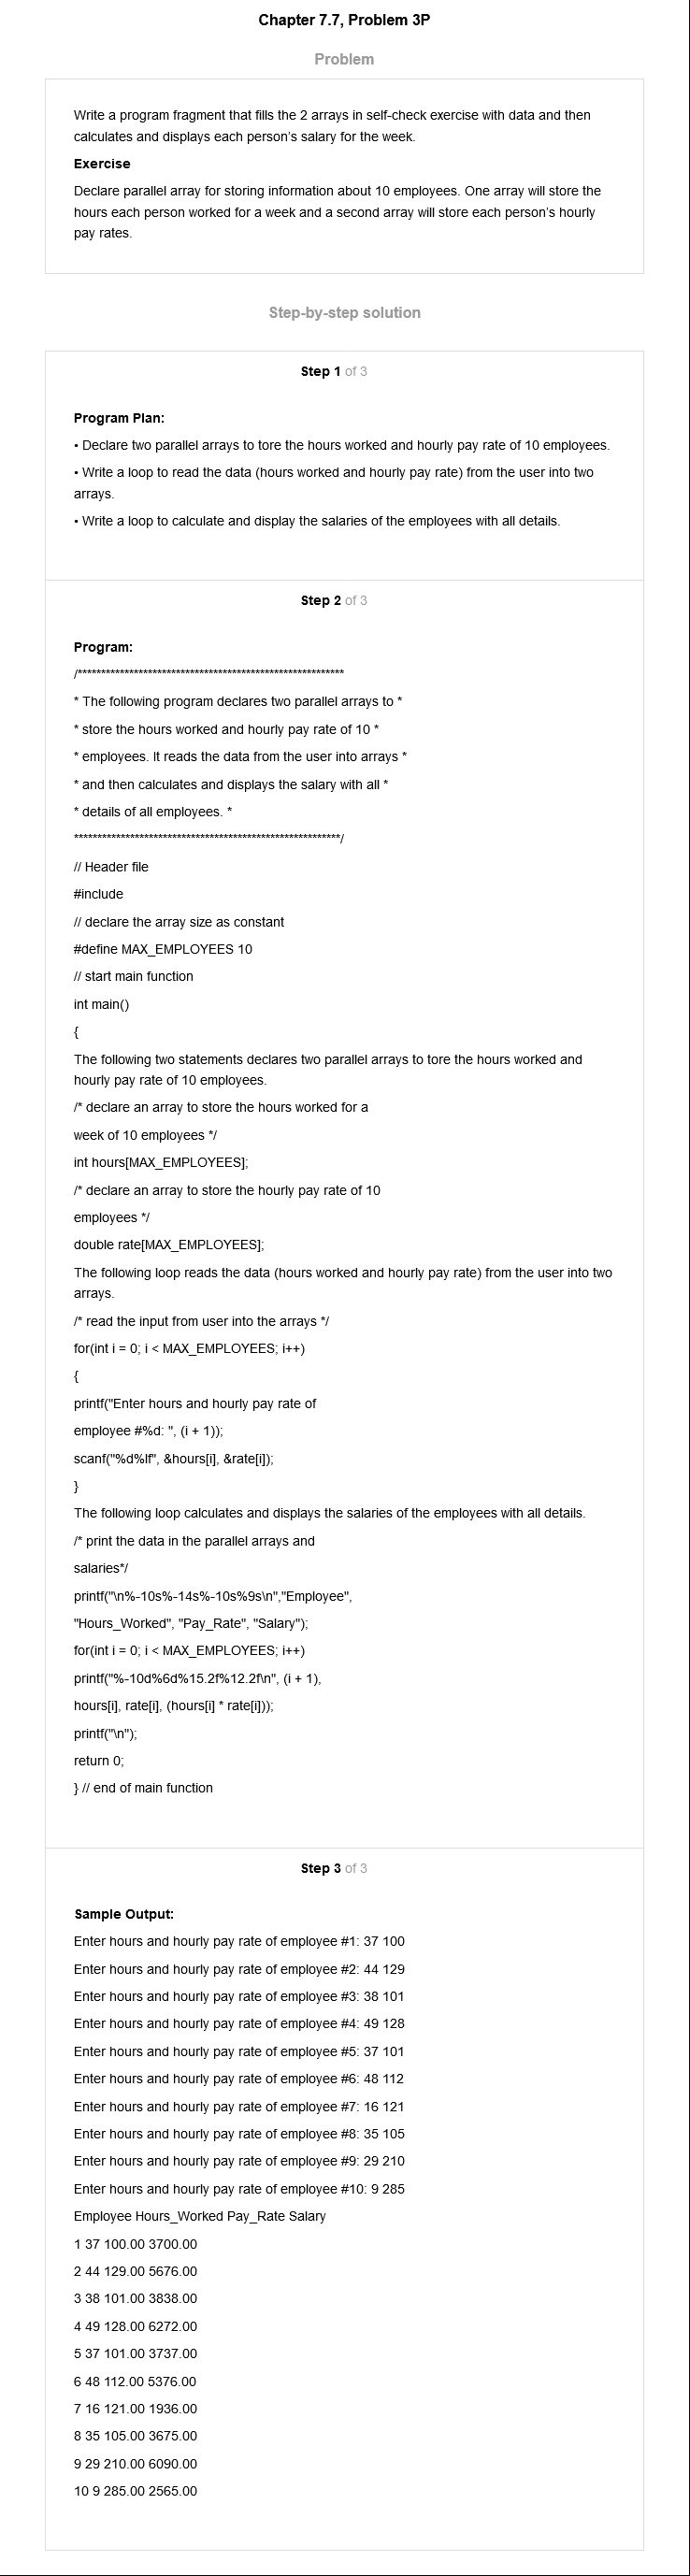 Chapter 7.7, Problem 3P
Problem
Write a program fragment that fills the 2 arrays in self-check exercise with data and then
calculates and displays each person's salary for the week.
Exercise
Declare parallel array for storing information about 10 employees. One array will store the
hours each person worked for a week and a second array will store each person's hourly
pay rates.
Step-by-step solution
Step 1 of 3
Program Plan:
• Declare two parallel arrays to tore the hours worked and hourly pay rate of 10 employees.
• Write a loop to read the data (hours worked and hourly pay rate) from the user into two
arrays.
• Write a loop to calculate and display the salaries of the employees with all details.
Step 2 of 3
Program:
/*********************************************************
* The following program declares two parallel arrays to *
* store the hours worked and hourly pay rate of 10 *
* employees. It reads the data from the user into arrays *
* and then calculates and displays the salary with all *
* details of all employees. *
*********************************************************/
// Header file
#include
// declare the array size as constant
#define MAX_EMPLOYEES 10
// start main function
int main()
{
The following two statements declares two parallel arrays to tore the hours worked and
hourly pay rate of 10 employees.
/* declare an array to store the hours worked for a
week of 10 employees */
int hours[MAX_EMPLOYEES];
/* declare an array to store the hourly pay rate of 10
employees */
double rate[MAX_EMPLOYEES];
The following loop reads the data (hours worked and hourly pay rate) from the user into two
arrays.
/* read the input from user into the arrays */
for(int i = 0; i < MAX_EMPLOYEES; i++)
{
printf("Enter hours and hourly pay rate of
employee #%d: ", (i + 1));
scanf("%d%lf", &hours[i], &rate[i]);
}
The following loop calculates and displays the salaries of the employees with all details.
/* print the data in the parallel arrays and
salaries*/
printf("\n%-10s%-14s%-10s%9s\n","Employee",
"Hours_Worked", "Pay_Rate", "Salary");
for(int i = 0; i < MAX_EMPLOYEES; i++)
printf("%-10d%6d%15.2f%12.2f\n", (i + 1),
hours[i], rate[i], (hours[i] * rate[i]));
printf("\n");
return 0;
} // end of main function
Step 3 of 3
Sample Output:
Enter hours and hourly pay rate of employee #1: 37 100
Enter hours and hourly pay rate of employee #2: 44 129
Enter hours and hourly pay rate of employee #3: 38 101
Enter hours and hourly pay rate of employee #4: 49 128
Enter hours and hourly pay rate of employee #5: 37 101
Enter hours and hourly pay rate of employee #6: 48 112
Enter hours and hourly pay rate of employee #7: 16 121
Enter hours and hourly pay rate of employee #8: 35 105
Enter hours and hourly pay rate of employee #9: 29 210
Enter hours and hourly pay rate of employee #10: 9 285
Employee Hours_Worked Pay_Rate Salary
1 37 100.00 3700.00
2 44 129.00 5676.00
3 38 101.00 3838.00
4 49 128.00 6272.00
5 37 101.00 3737.00
6 48 112.00 5376.00
7 16 121.00 1936.00
8 35 105.00 3675.00
9 29 210.00 6090.00
10 9 285.00 2565.00